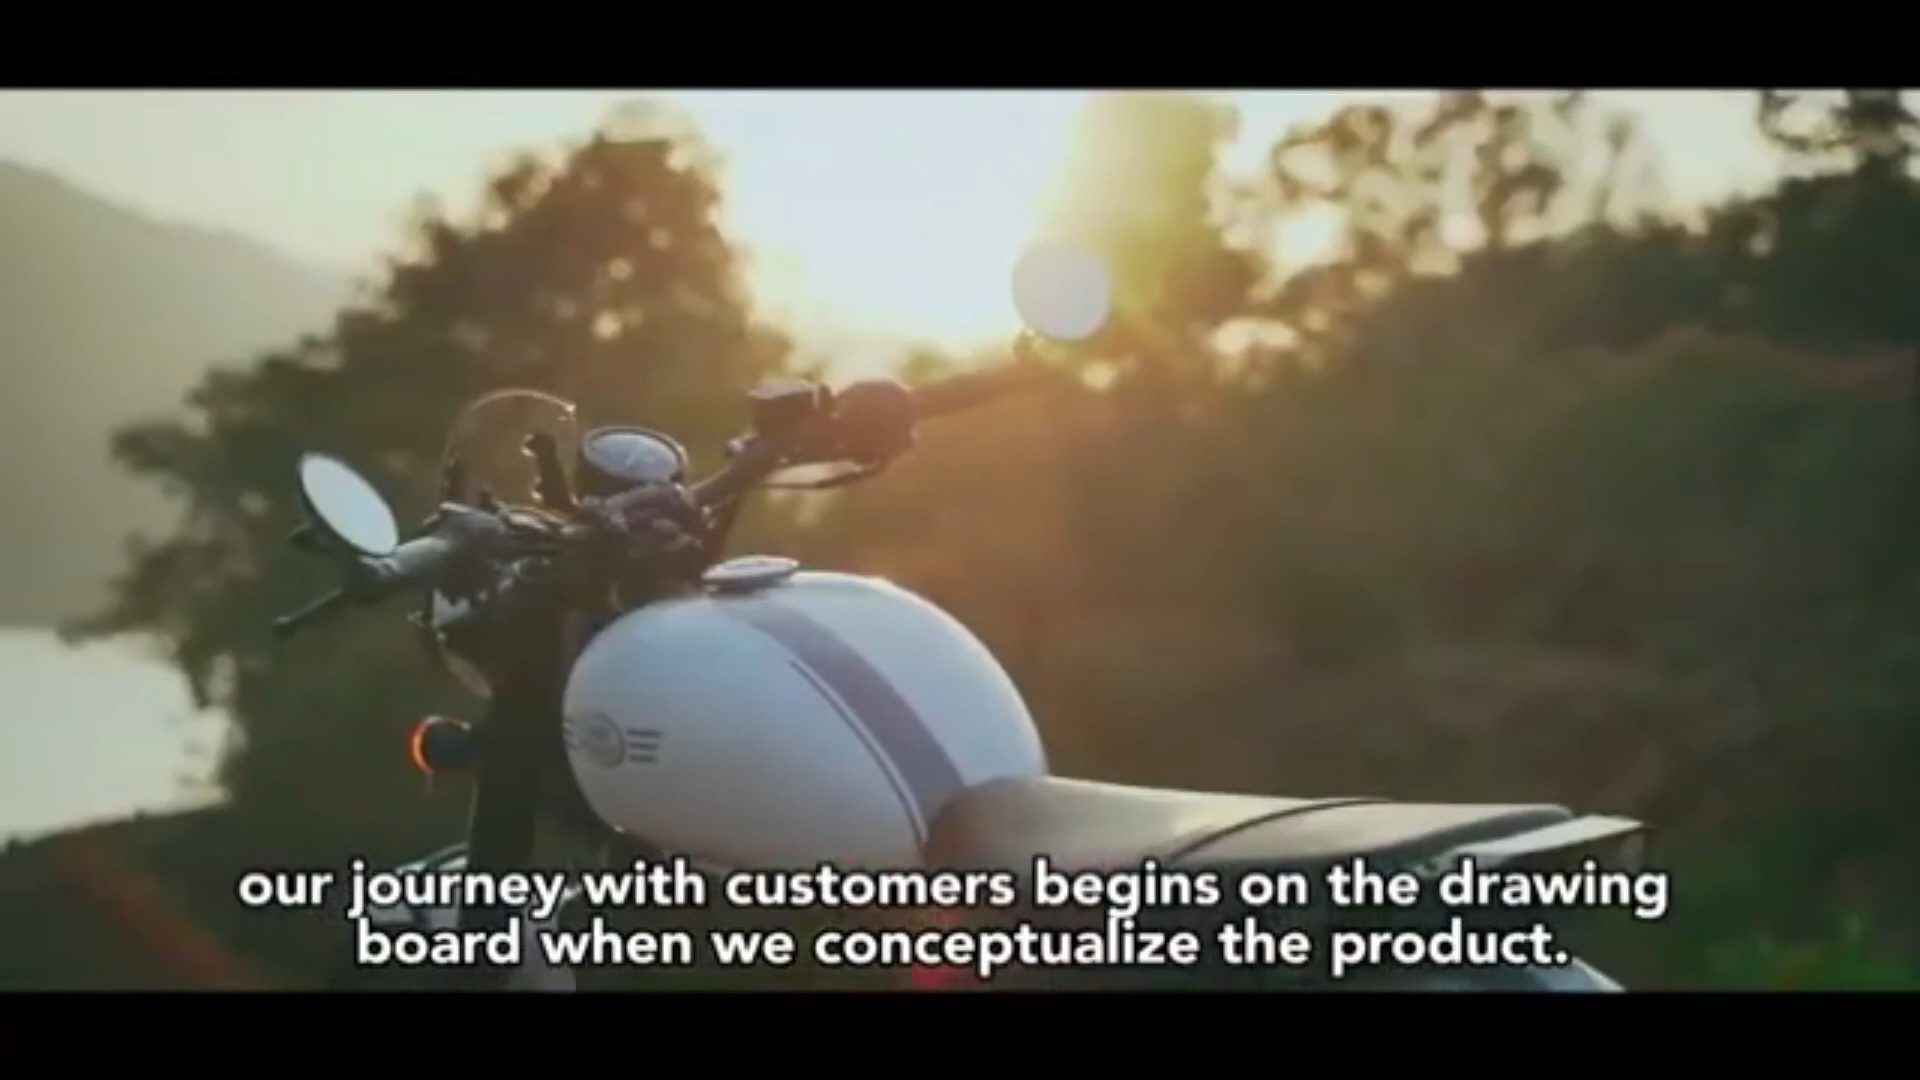 our journey with customers begins on the drawing
board when we conceptualize the product.